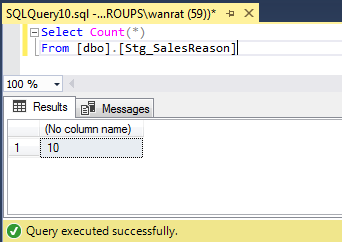 SQLQuery10.sql -...ROUPS\wanrat (59))*
Select Count(*)
From [dbo].[Stg_SalesReason]
100 %
Results Messages
(No column name)
1 10
Query executed successfully.